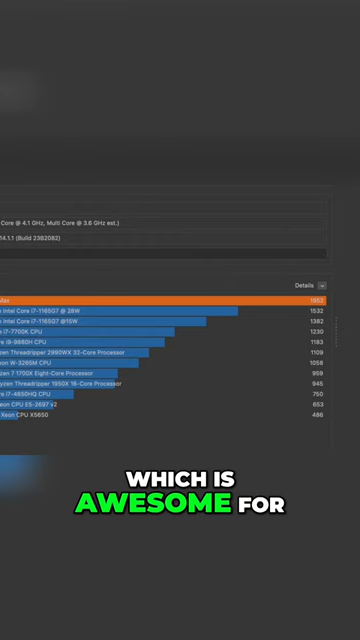 Core @ 4.1 GHz, Multi Core @ 3.6 GHz est.)
14.1.1 (Build 23B2082)
Details
Max 1952
Intel Core i7-1165G7 @ 28W 1532
Intel Core i7-1165G7 @15W 1382
i7-7700K CPU 1230
i9-9880H CPU 1183
Threadripper 2990WX 32-Core Processor 1109
W-3265M CPU 1058
7 1700X Eight-Core Processor 959
Threadripper 1950X 16-Core Processor 945
i7-4850HQ CPU 750
CPU E5-2697 v2 653
Xeon CPU X5650 486
WHICH IS
AWESOME FOR